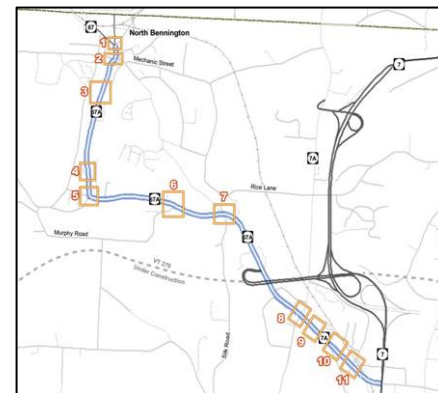 67
North Bennington
1
2
Mechanic Street
7
3
67A
7A
4
5
67A
6
7
Rice Lane
Murphy Road
67A
VT 279
Under Construction
Silk Road
8
9
7A
10
11
7